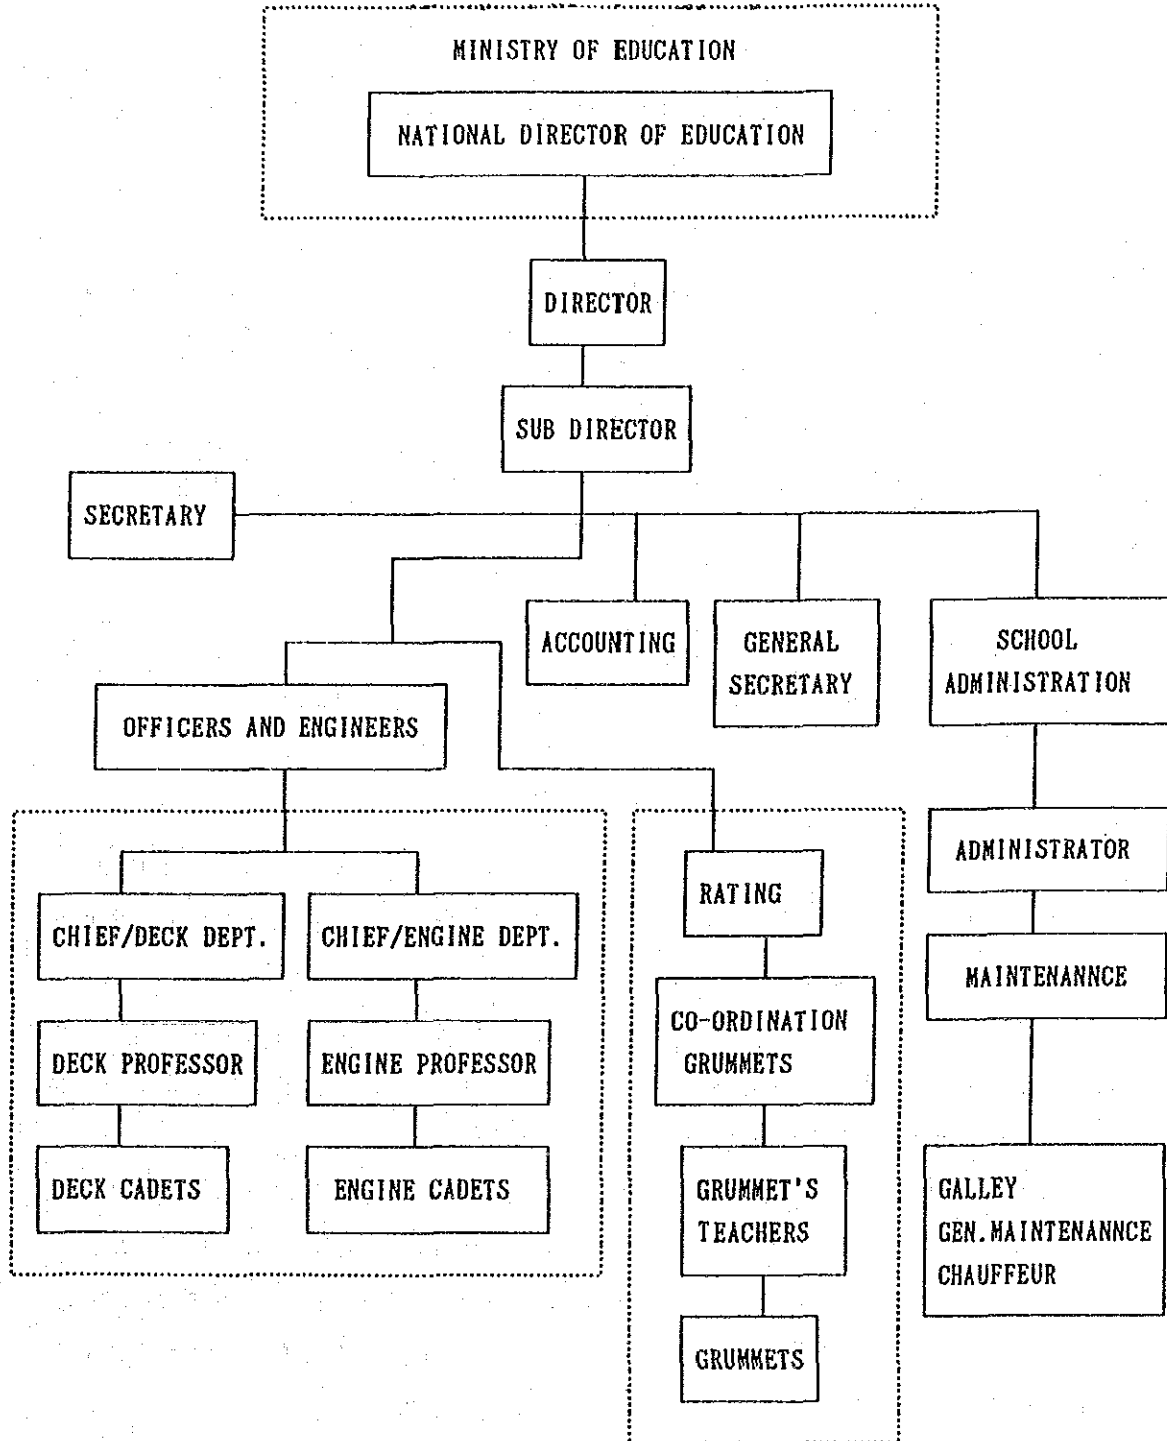 MINISTRY OF EDUCATION
NATIONAL DIRECTOR OF EDUCATION
DIRECTOR
SUB DIRECTOR
SECRETARY
ACCOUNTING
GENERAL
SECRETARY
SCHOOL
ADMINISTRATION
OFFICERS AND ENGINEERS
ADMINISTRATOR
RATING
CHIEF/DECK DEPT.
CHIEF/ENGINE DEPT.
MAINTENANNCE
CO-ORDINATION
GRUMMETS
DECK PROFESSOR
ENGINE PROFESSOR
DECK CADETS
ENGINE CADETS
GRUMMET'S
TEACHERS
GALLEY
GEN.MAINTENANNCE
CHAUFFEUR
GRUMMETS